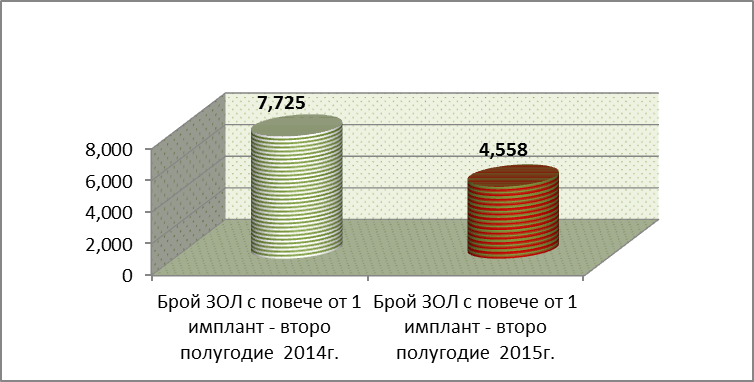 7,725
4,558
8,000
6,000
4,000
2,000
0
Брой ЗОЛ с повече от 1
имплант - второ
полугодие 2014г.
Брой ЗОЛ с повече от 1
имплант - второ
полугодие 2015г.